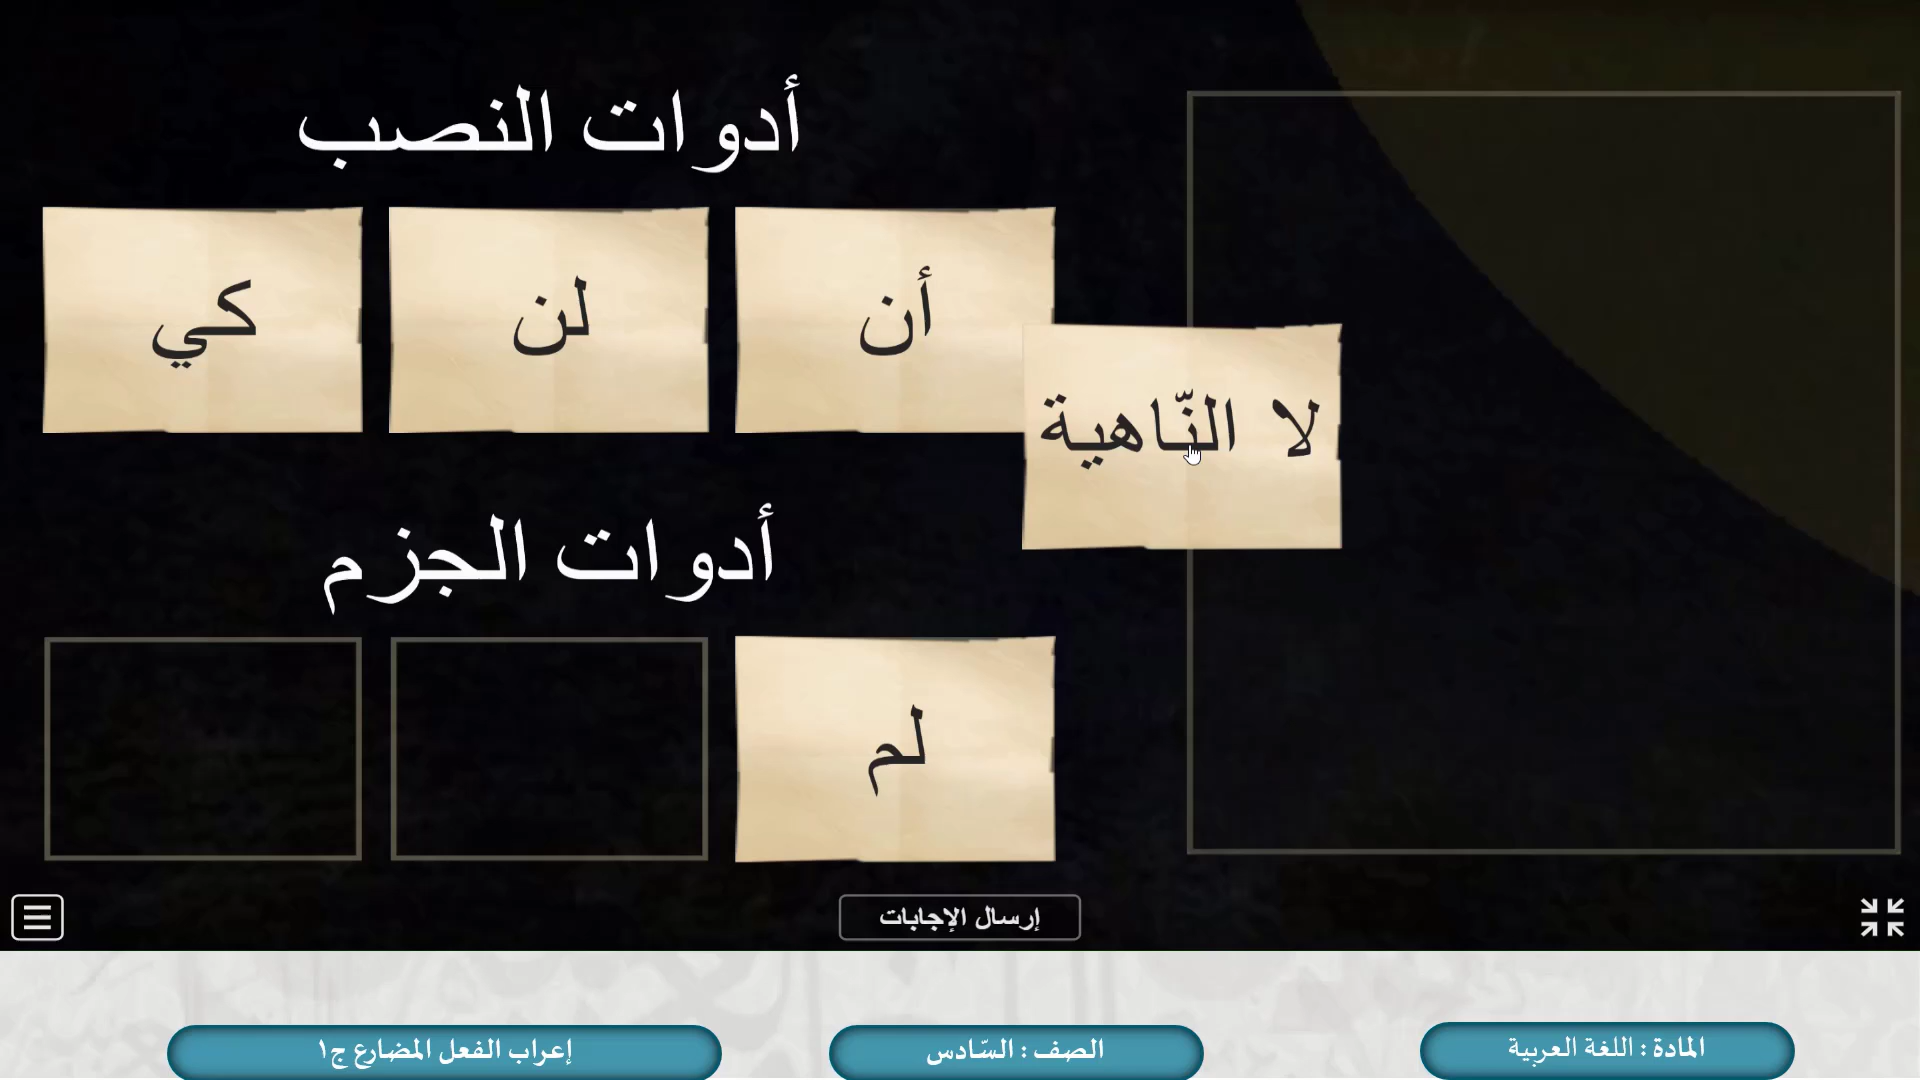 أدوات النصب
أن
لن
كي
لا النّاهية
أدوات الجزم
لم
إرسال الإجابات
المادة : اللغة العربية
الصف : السّادس
إعراب الفعل المضارع ج١